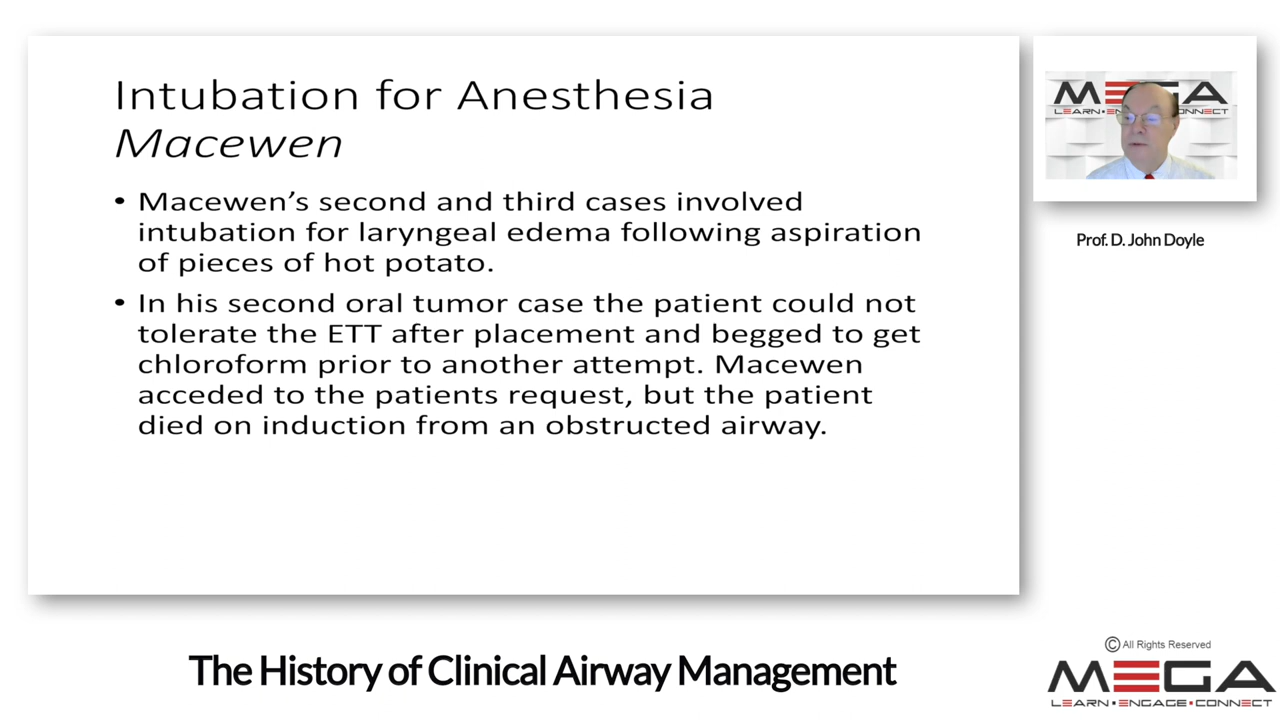 Intubation for Anesthesia
Macewen
• Macewen’s second and third cases involved
intubation for laryngeal edema following aspiration
of pieces of hot potato.
• In his second oral tumor case the patient could not
tolerate the ETT after placement and begged to get
chloroform prior to another attempt. Macewen
acceded to the patients request, but the patient
died on induction from an obstructed airway.
MEGA
LEARN•E NNECT
Prof. D. John Doyle
The History of Clinical Airway Management
© All Rights Reserved
MEGA
LEARN•ENGAGE•CONNECT